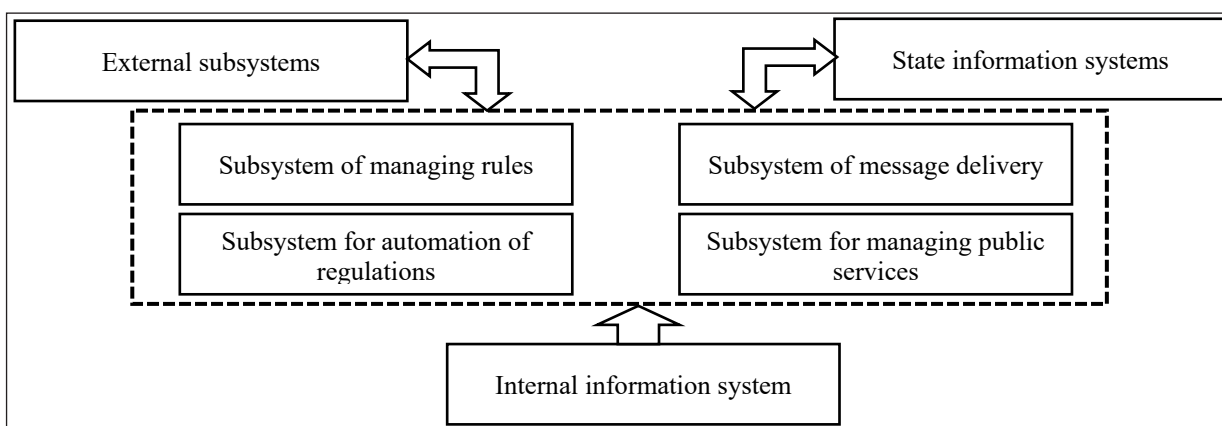 External subsystems
State information systems
Subsystem of managing rules
Subsystem of message delivery
Subsystem for automation of
regulations
Subsystem for managing public
services
Internal information system